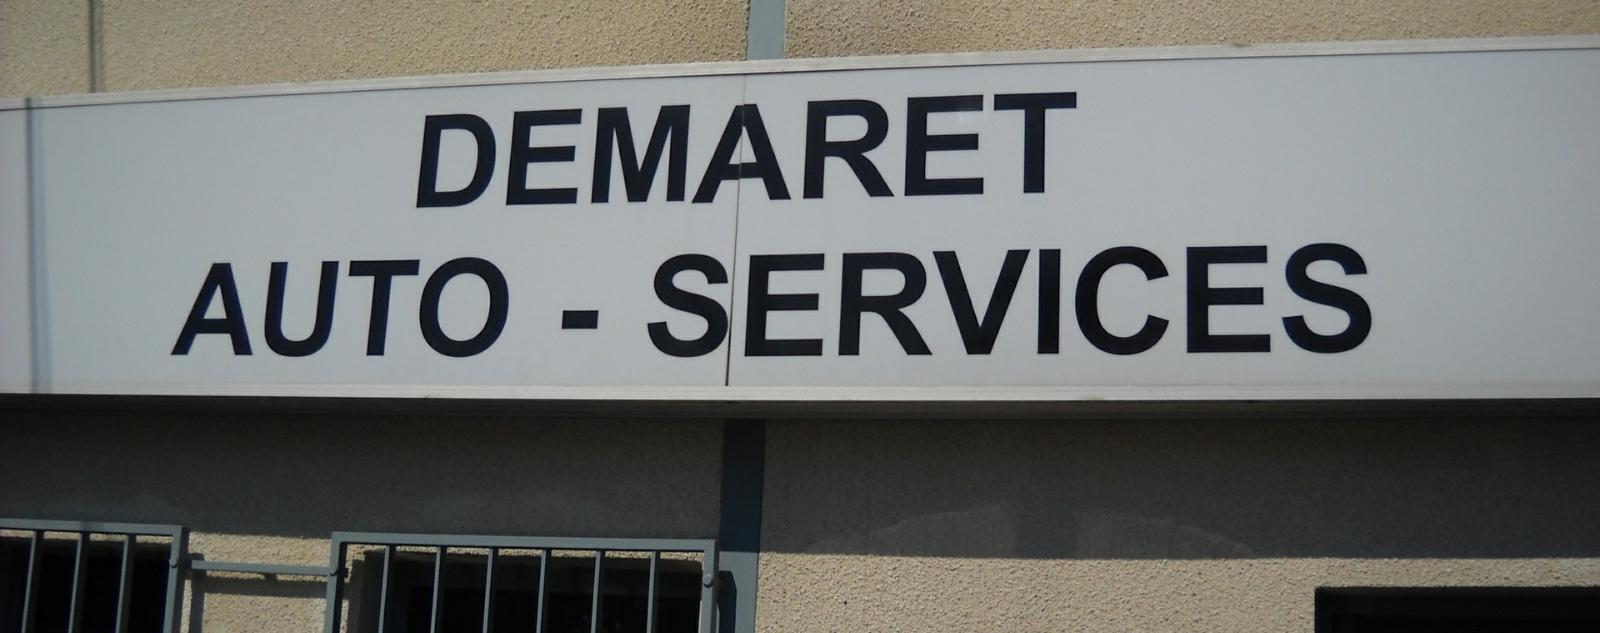 DEMARET
AUTO - SERVICES